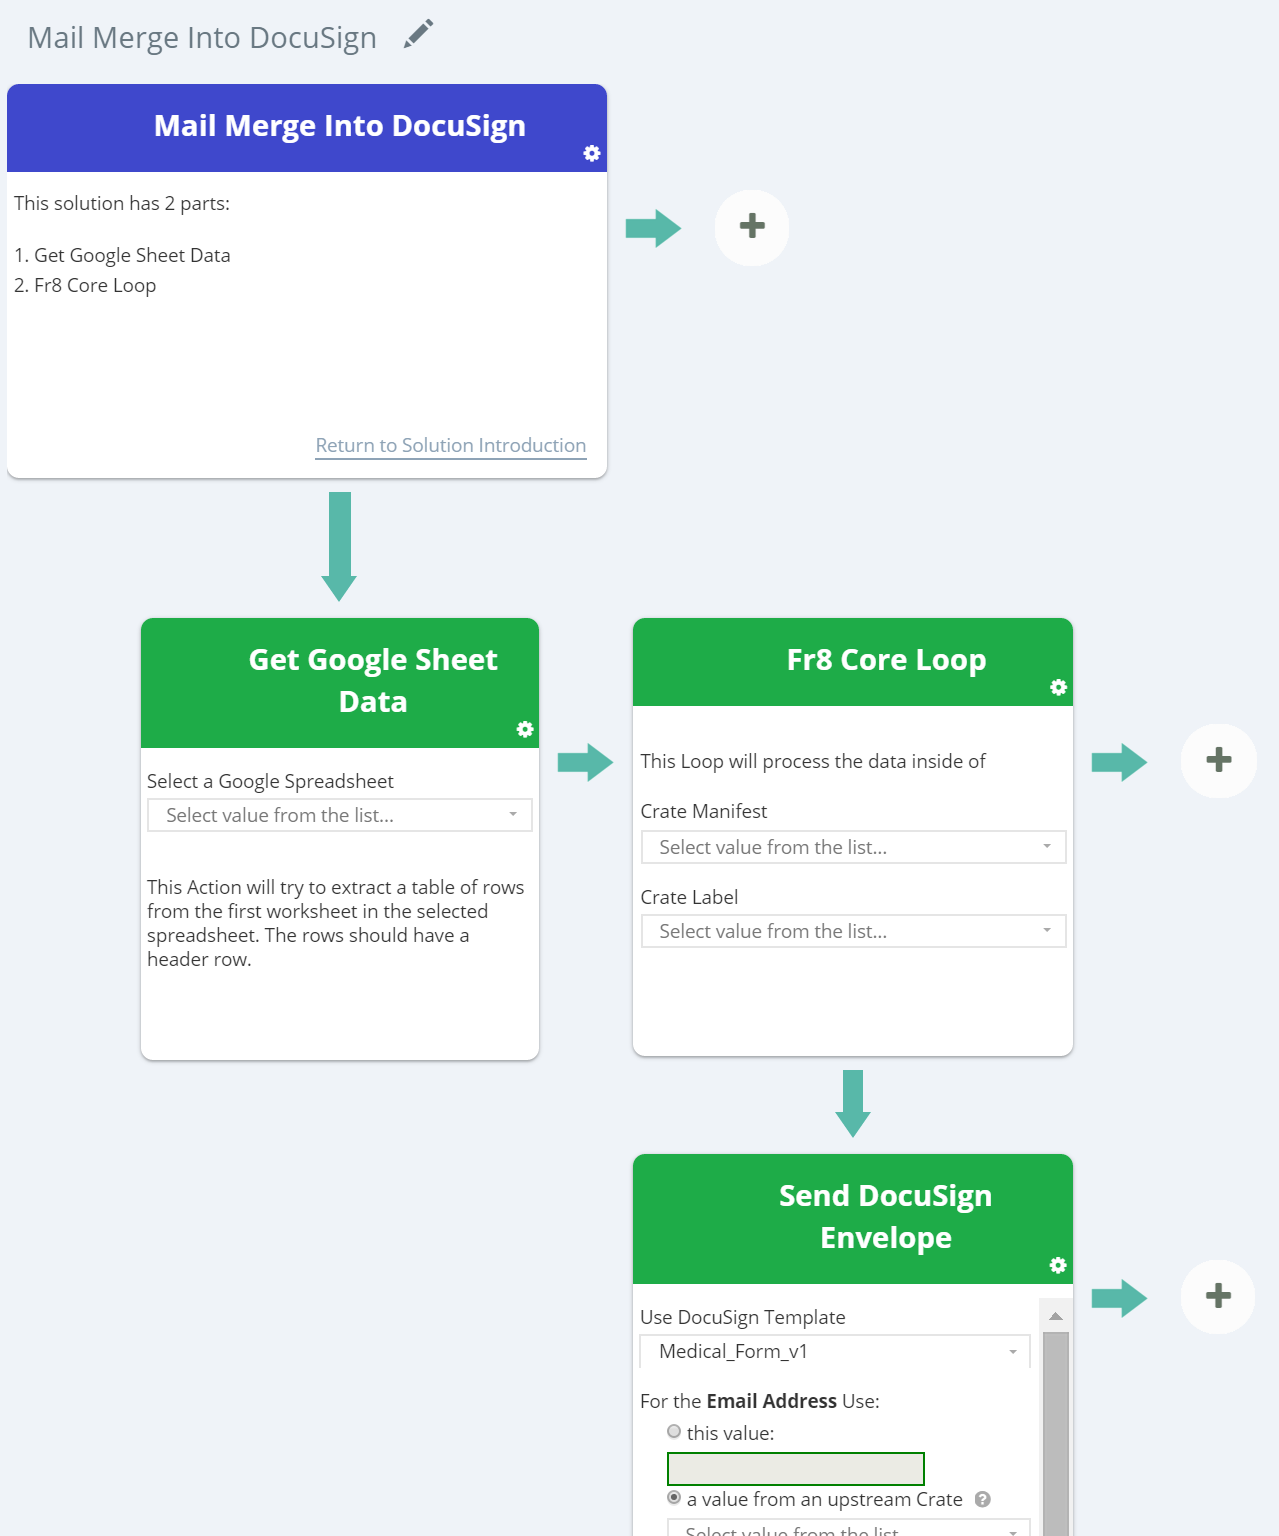 Mail Merge Into DocuSign
Mail Merge Into DocuSign
This solution has 2 parts:
1. Get Google Sheet Data
2. Fr8 Core Loop
Return to Solution Introduction
Get Google Sheet
Data
Select a Google Spreadsheet
Select value from the list...
This Action will try to extract a table of rows
from the first worksheet in the selected
spreadsheet. The rows should have a
header row.
Fr8 Core Loop
This Loop will process the data inside of
Crate Manifest
Select value from the list...
Crate Label
Select value from the list...
Send DocuSign
Envelope
Use DocuSign Template
Medical_Form_v1
For the Email Address Use:
this value:
a value from an upstream Crate
Select value from the list